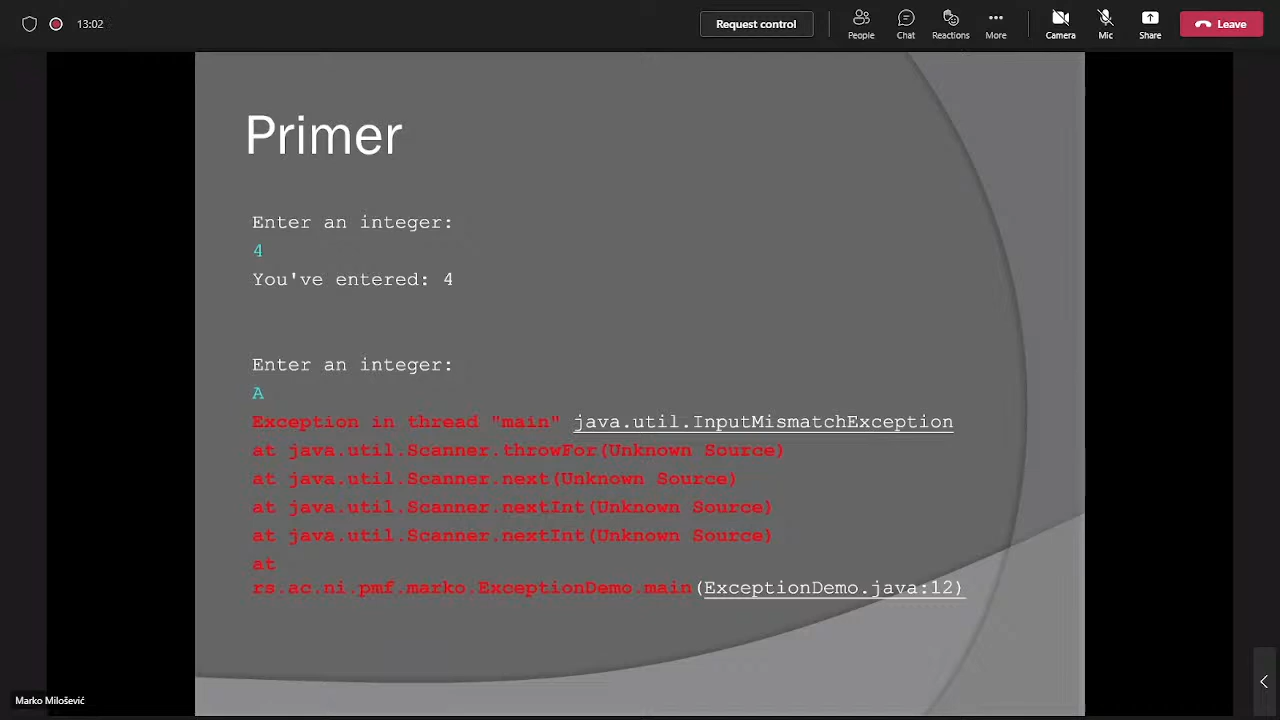 13:02
Request control
People
Chat
Reactions
More
Camera
Mic
Share
Leave
Primer
Enter an integer:
4
You've entered: 4
Enter an integer:
A
Exception in thread "main" java.util.InputMismatchException
at java.util.Scanner.throwFor(Unknown Source)
at java.util.Scanner.next(Unknown Source)
at java.util.Scanner.nextInt(Unknown Source)
at java.util.Scanner.nextInt(Unknown Source)
at
rs.ac.ni.pmf.marko.ExceptionDemo.main(ExceptionDemo.java:12)
Marko Milošević